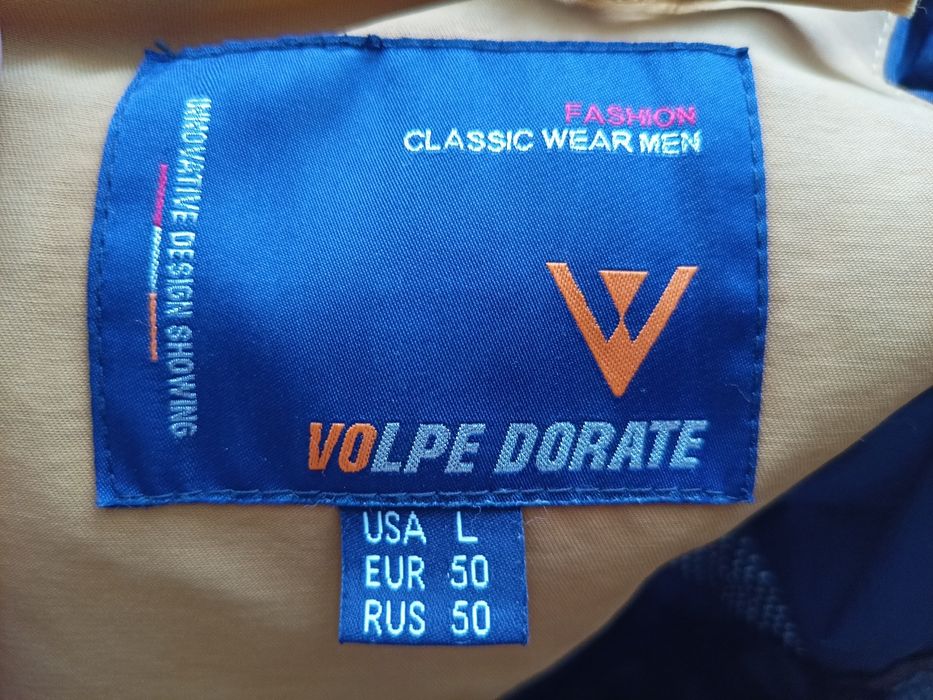 FASHION
CLASSIC WEAR MEN
INNOVATIVE DESIGN SHOWING
VOLPE DORATE
USA L
EUR 50
RUS 50